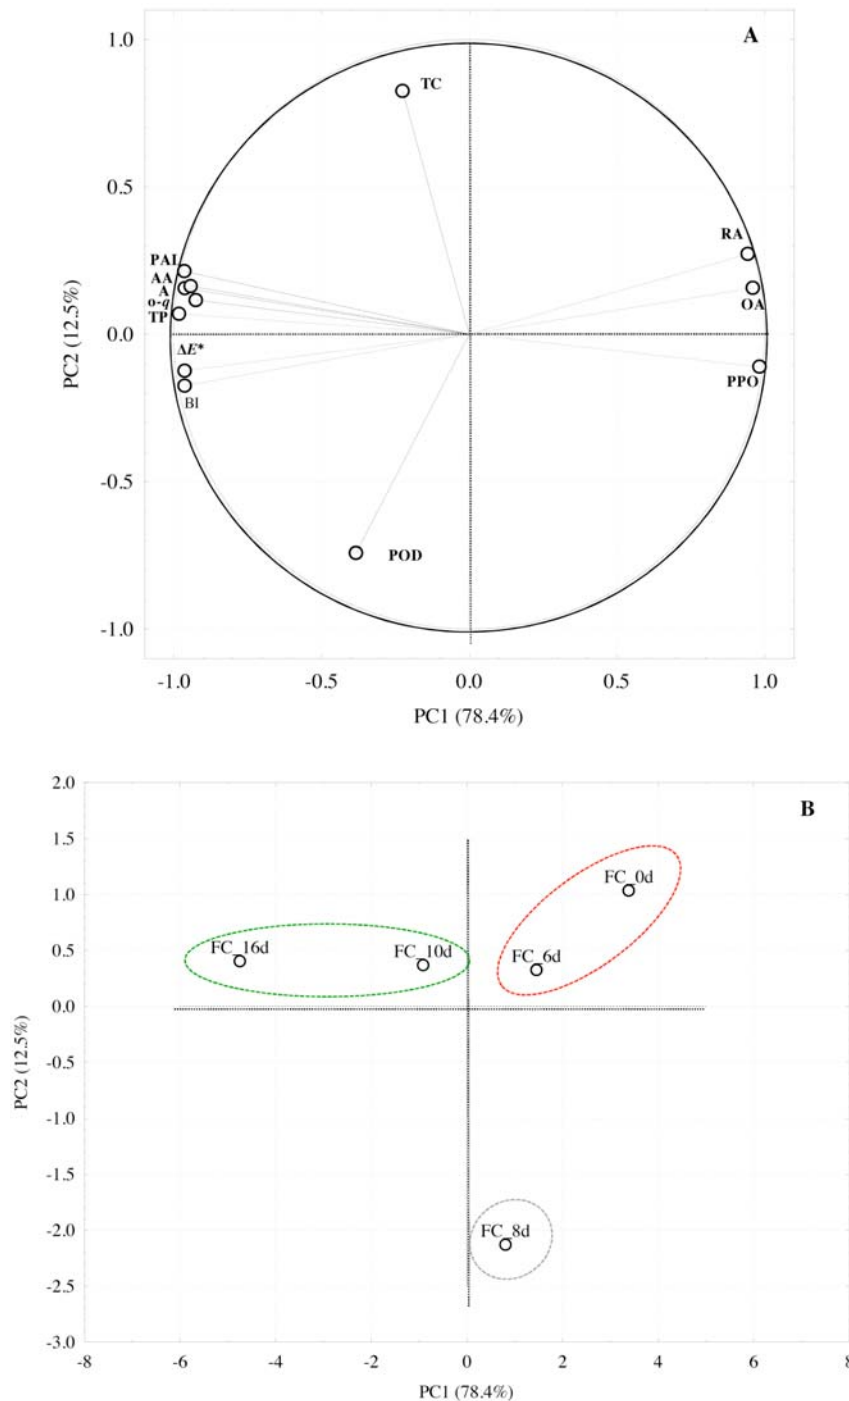 A
1.0
TC
0.5
RA
PAL
AA
A
OA
o-q
TP
0.0
ΔE*
PPO
BI
PC2 (12.5%)
-0.5
POD
-1.0
-1.0 -0.5 0.0 0.5 1.0
PC1 (78.4%)
2.0
B
1.5
FC_0d
1.0
FC_16d FC_10d FC_6d
0.5
0.0
PC2 (12.5%)
-0.5
-1.0
-1.5
FC_8d
-2.0
-2.5
-3.0
-8 -6 -4 -2 0 2 4 6 8
PC1 (78.4%)